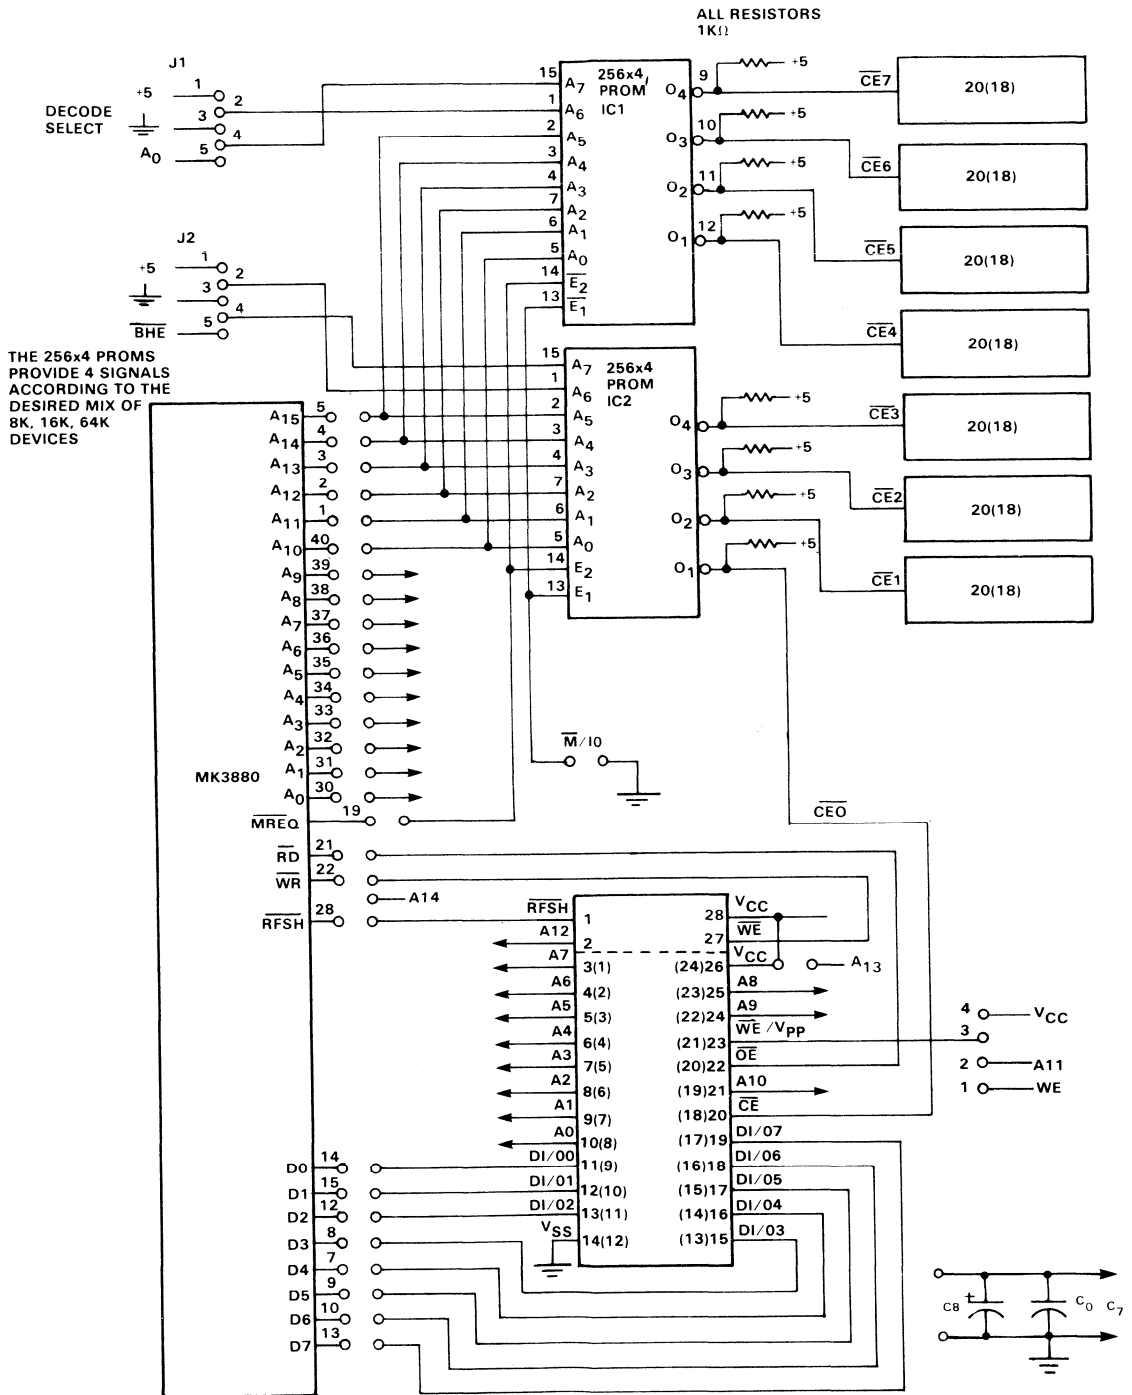 ALL RESISTORS
1KΩ
J1
+5
1
2
3
4
5
A0
DECODE
SELECT
J2
+5
1
2
3
4
5
BHE
THE 256x4 PROMS
PROVIDE 4 SIGNALS
ACCORDING TO THE
DESIRED MIX OF
8K, 16K, 64K
DEVICES
256x4
PROM
IC1
15 A7
1 A6
2 A5
3 A4
4 A3
7 A2
6 A1
5 A0
14 E2
13 E1
O4 9 +5
O3 10 +5
O2 11 +5
O1 12 +5
CE7 20(18)
CE6 20(18)
CE5 20(18)
CE4 20(18)
256x4
PROM
IC2
15 A7
1 A6
2 A5
3 A4
4 A3
7 A2
6 A1
5 A0
14 E2
13 E1
O4 +5
O3 +5
O2 +5
O1 +5
CE3 20(18)
CE2 20(18)
CE1 20(18)
MK3880
A15 5
A14 4
A13 3
A12 2
A11 1
A10 40
A9 39
A8 38
A7 37
A6 36
A5 35
A4 34
A3 33
A2 32
A1 31
A0 30
MREQ 19
RD 21
WR 22
A14
RFSH 28
M/IO
CEO
RFSH 1
A12 2
A7 3(1)
A6 4(2)
A5 5(3)
A4 6(4)
A3 7(5)
A2 8(6)
A1 9(7)
A0 10(8)
DI/00 11(9)
DI/01 12(10)
DI/02 13(11)
VSS 14(12)
28 VCC
27 WE
(24)26 VCC
A13
(23)25 A8
(22)24 A9
(21)23 WE/VPP
(20)22 OE
(19)21 A10
(18)20 CE
(17)19 DI/07
(16)18 DI/06
(15)17 DI/05
(14)16 DI/04
(13)15 DI/03
4 VCC
3
2 A11
1 WE
D0 14
D1 15
D2 12
D3 8
D4 7
D5 9
D6 10
D7 13
C8 + C0 C7